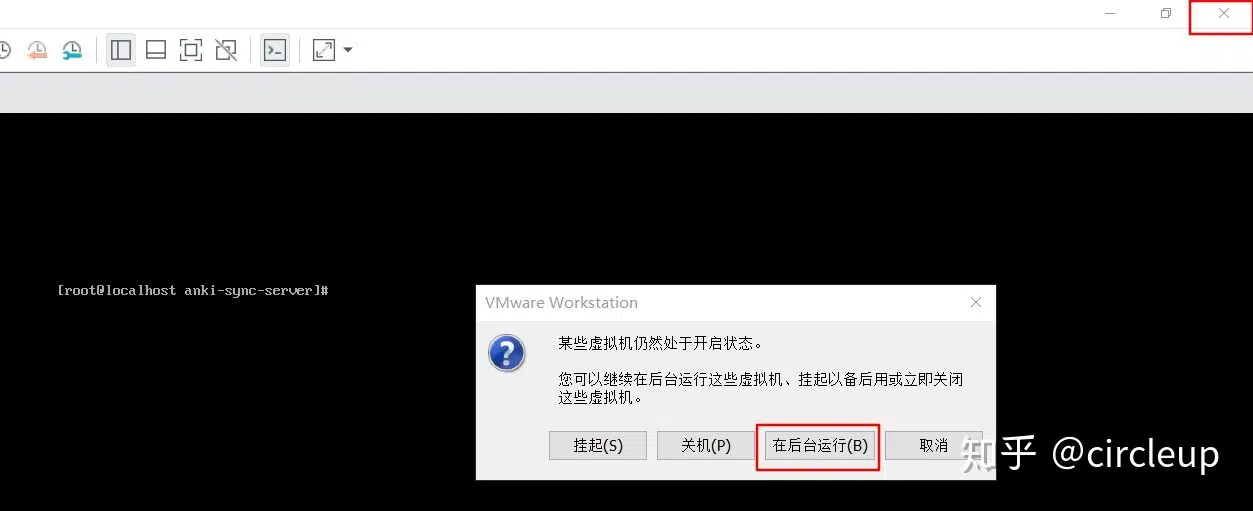 [root@localhost anki-sync-server]#
VMware Workstation
某些虚拟机仍然处于开启状态。
您可以继续在后台运行这些虚拟机、挂起以备后用或立即关闭
这些虚拟机。
挂起(S) 关机(P) 在后台运行(B) 取消
知乎 @circleup